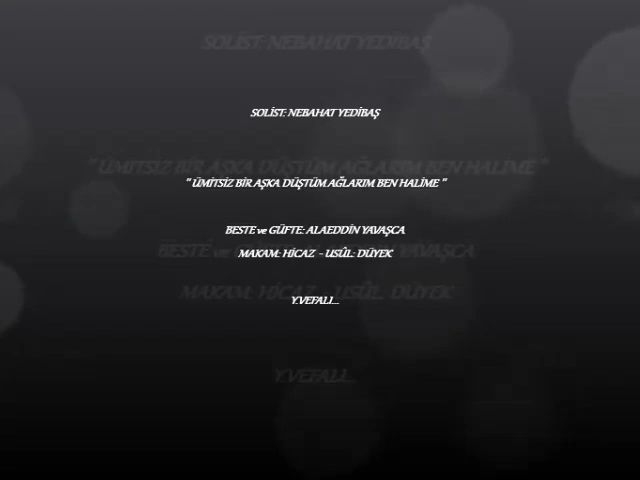 SOLİST: NEBAHAT YEDİBAŞ
" ÜMİTSİZ BİR AŞKA DÜŞTÜM AĞLARIM BEN HALİME "
BESTE ve GÜFTE: ALAEDDİN YAVAŞCA
MAKAM: HİCAZ - USÛL: DÜYEK
Y.VEFALI...